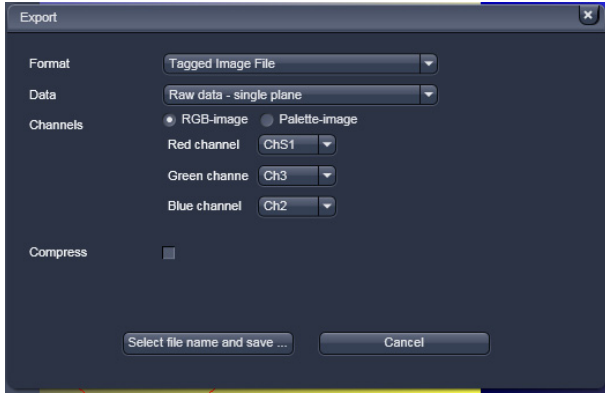 Export
Format Tagged Image File
Data Raw data - single plane
Channels RGB-image Palette-image
Red channel ChS1
Green channe Ch3
Blue channel Ch2
Compress
Select file name and save ... Cancel